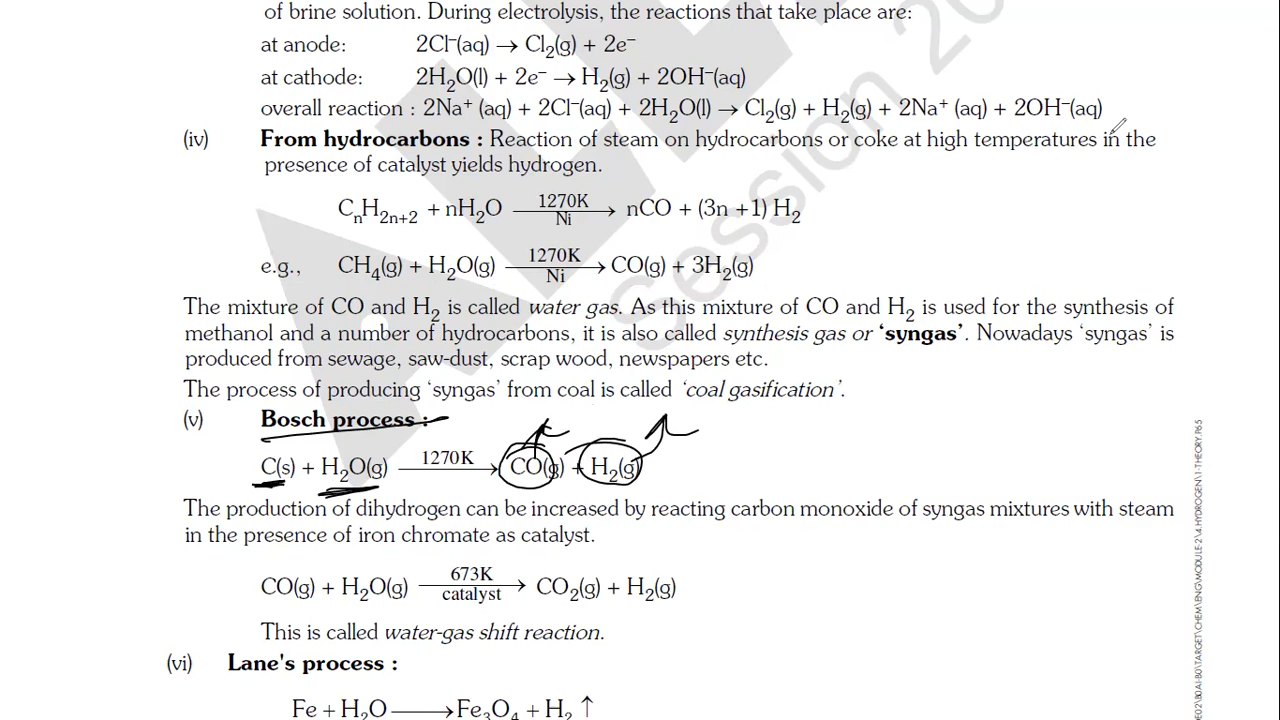 of brine solution. During electrolysis, the reactions that take place are:
at anode: 2Cl⁻(aq) → Cl₂(g) + 2e⁻
at cathode: 2H₂O(l) + 2e⁻ → H₂(g) + 2OH⁻(aq)
overall reaction : 2Na⁺ (aq) + 2Cl⁻(aq) + 2H₂O(l) → Cl₂(g) + H₂(g) + 2Na⁺ (aq) + 2OH⁻(aq)
(iv) From hydrocarbons : Reaction of steam on hydrocarbons or coke at high temperatures in the
presence of catalyst yields hydrogen.
CₙH₂ₙ₊₂ + nH₂O —1270K/Ni→ nCO + (3n +1) H₂
e.g., CH₄(g) + H₂O(g) —1270K/Ni→ CO(g) + 3H₂(g)
The mixture of CO and H₂ is called water gas. As this mixture of CO and H₂ is used for the synthesis of
methanol and a number of hydrocarbons, it is also called synthesis gas or 'syngas'. Nowadays 'syngas' is
produced from sewage, saw-dust, scrap wood, newspapers etc.
The process of producing 'syngas' from coal is called 'coal gasification'.
(v) Bosch process :
C(s) + H₂O(g) —1270K→ CO(g) + H₂(g)
The production of dihydrogen can be increased by reacting carbon monoxide of syngas mixtures with steam
in the presence of iron chromate as catalyst.
CO(g) + H₂O(g) —673K/catalyst→ CO₂(g) + H₂(g)
This is called water-gas shift reaction.
(vi) Lane's process :
Fe + H₂O ⟶ Fe₃O₄ + H₂ ↑
Session 20